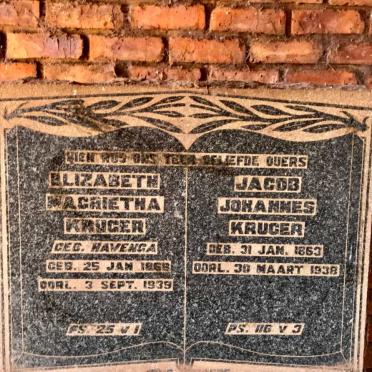 HIER RUS ONS TEER GELIEFDE OUERS
ELIZABETH
MAGRIETHA
KRUGER
GEB. HAVENGA
GEB. 25 JAN 1868
OORL. 3 SEPT. 1939
PS. 25 V 1
JACOB
JOHANNES
KRUGER
GEB. 31 JAN. 1863
OORL. 30 MAART 1938
PS. 116 V 3